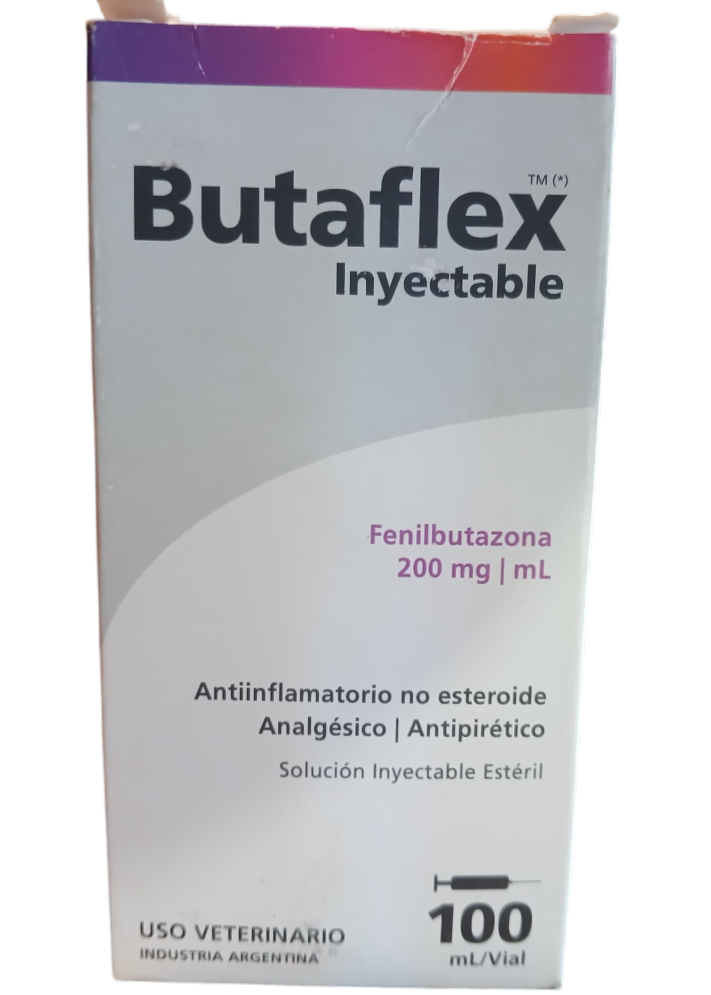 Butaflex TM (*)
Inyectable
Fenilbutazona
200 mg | mL
Antiinflamatorio no esteroide
Analgésico | Antipirético
Solución Inyectable Estéril
100
mL/Vial
USO VETERINARIO
INDUSTRIA ARGENTINA